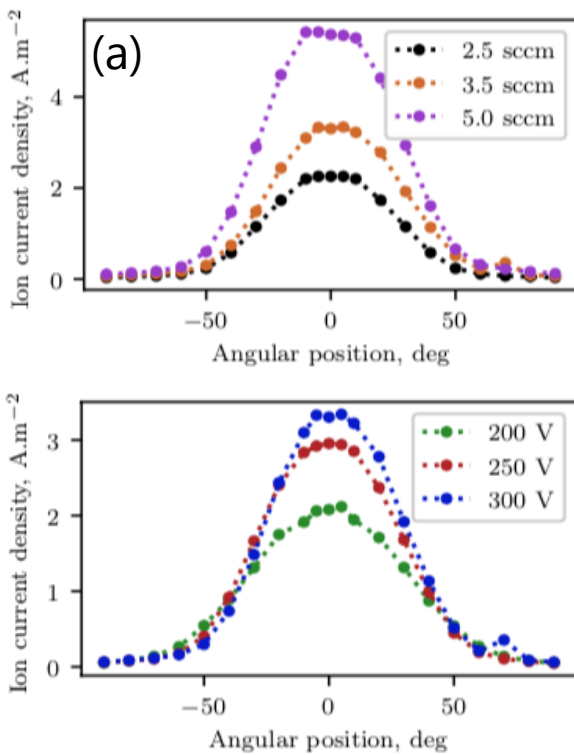 (a)
Ion current density, A.m−2
4
2
0
2.5 sccm
3.5 sccm
5.0 sccm
−50 0 50
Angular position, deg
Ion current density, A.m−2
3
2
1
0
200 V
250 V
300 V
−50 0 50
Angular position, deg